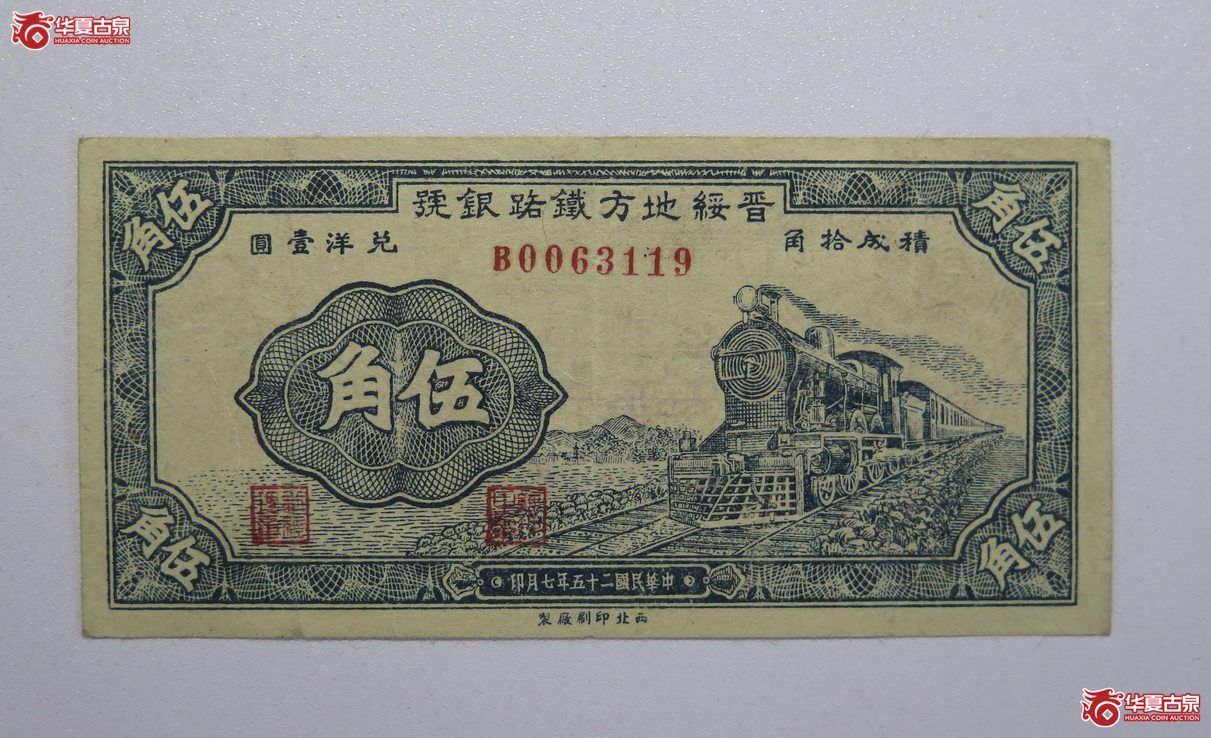 华夏古泉
HUAXIA COIN AUCTION
晋綏地方鐵路銀號
積成拾角
兑洋壹圓
B0063119
伍角
伍角
伍角
伍角
伍角
中華民國二十五年七月印
西北印刷廠製
华夏古泉
HUAXIA COIN AUCTION